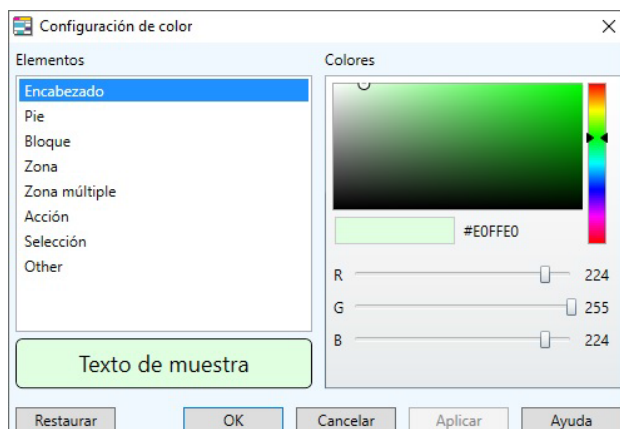 Configuración de color
Elementos
Encabezado
Pie
Bloque
Zona
Zona múltiple
Acción
Selección
Other
Texto de muestra
Colores
#E0FFE0
R 224
G 255
B 224
Restaurar OK Cancelar Aplicar Ayuda